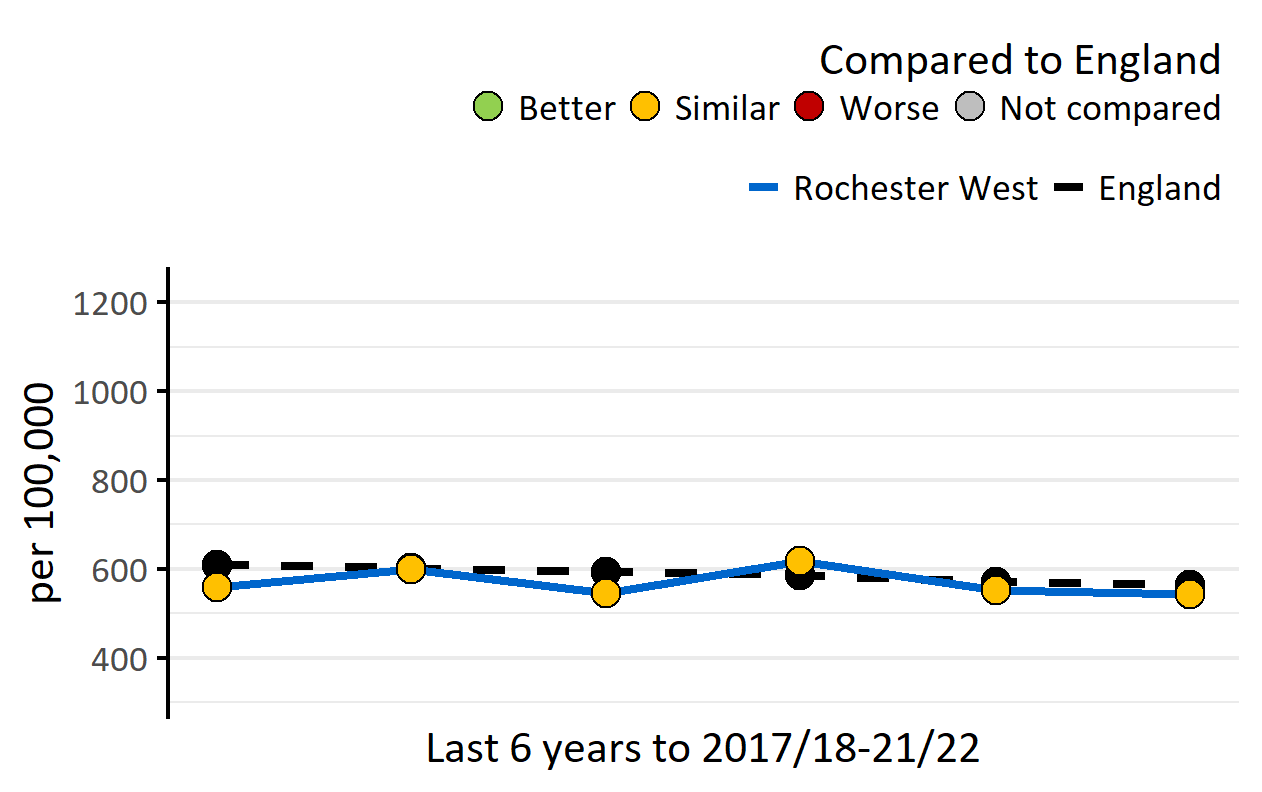 Compared to England
Better Similar Worse Not compared
Rochester West England
1200
1000
800
600
400
per 100,000
Last 6 years to 2017/18-21/22